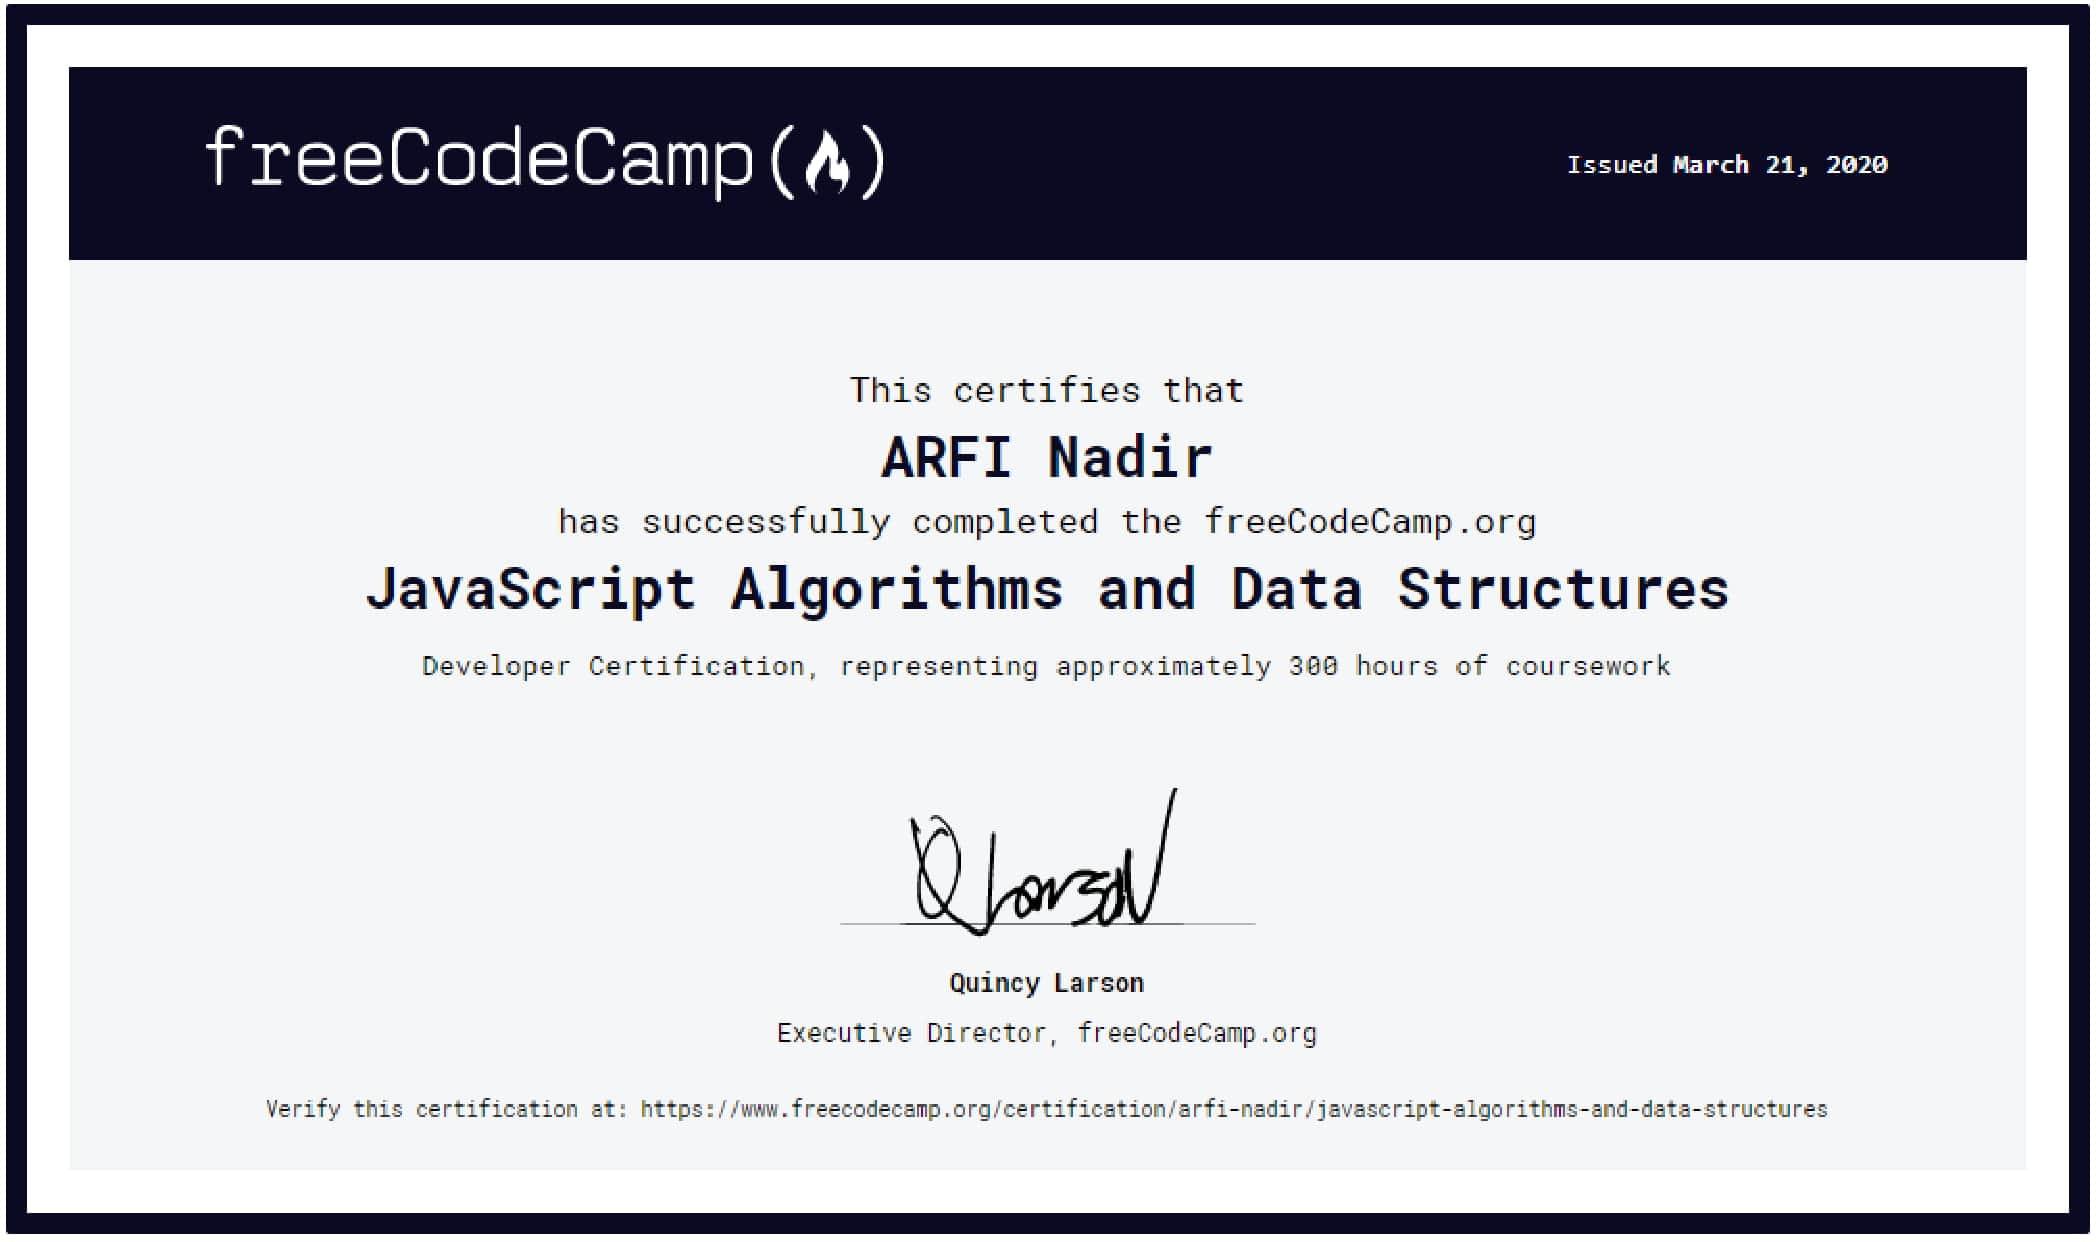 freeCodeCamp(🔥)
Issued March 21, 2020
This certifies that
ARFI Nadir
has successfully completed the freeCodeCamp.org
JavaScript Algorithms and Data Structures
Developer Certification, representing approximately 300 hours of coursework
Q Larson
Quincy Larson
Executive Director, freeCodeCamp.org
Verify this certification at: https://www.freecodecamp.org/certification/arfi-nadir/javascript-algorithms-and-data-structures